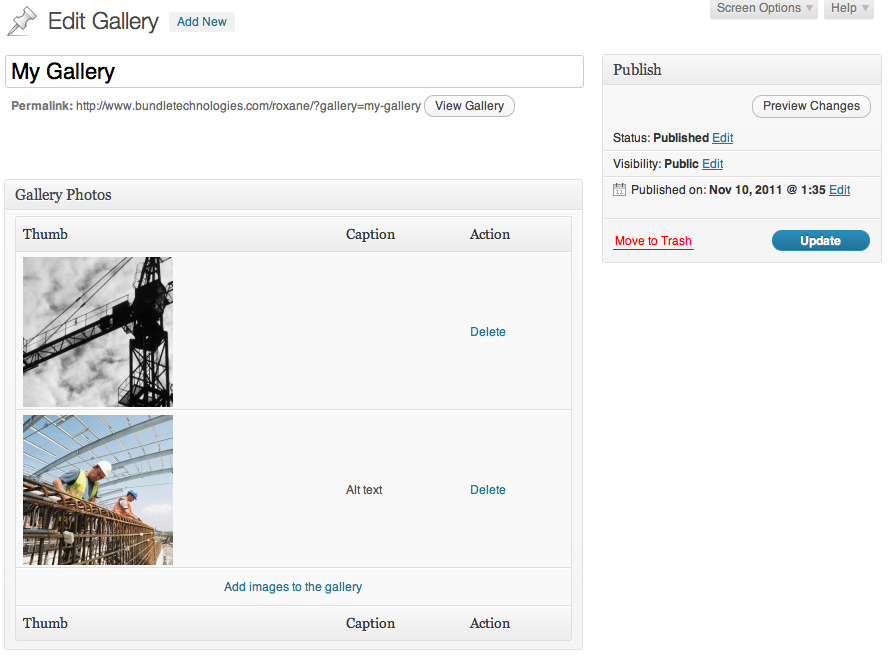 Screen Options Help
Edit Gallery Add New
My Gallery
Permalink: http://www.bundletechnologies.com/roxane/?gallery=my-gallery View Gallery
Publish
Preview Changes
Status: Published Edit
Visibility: Public Edit
Published on: Nov 10, 2011 @ 1:35 Edit
Move to Trash Update
Gallery Photos
Thumb Caption Action
Delete
Alt text Delete
Add images to the gallery
Thumb Caption Action